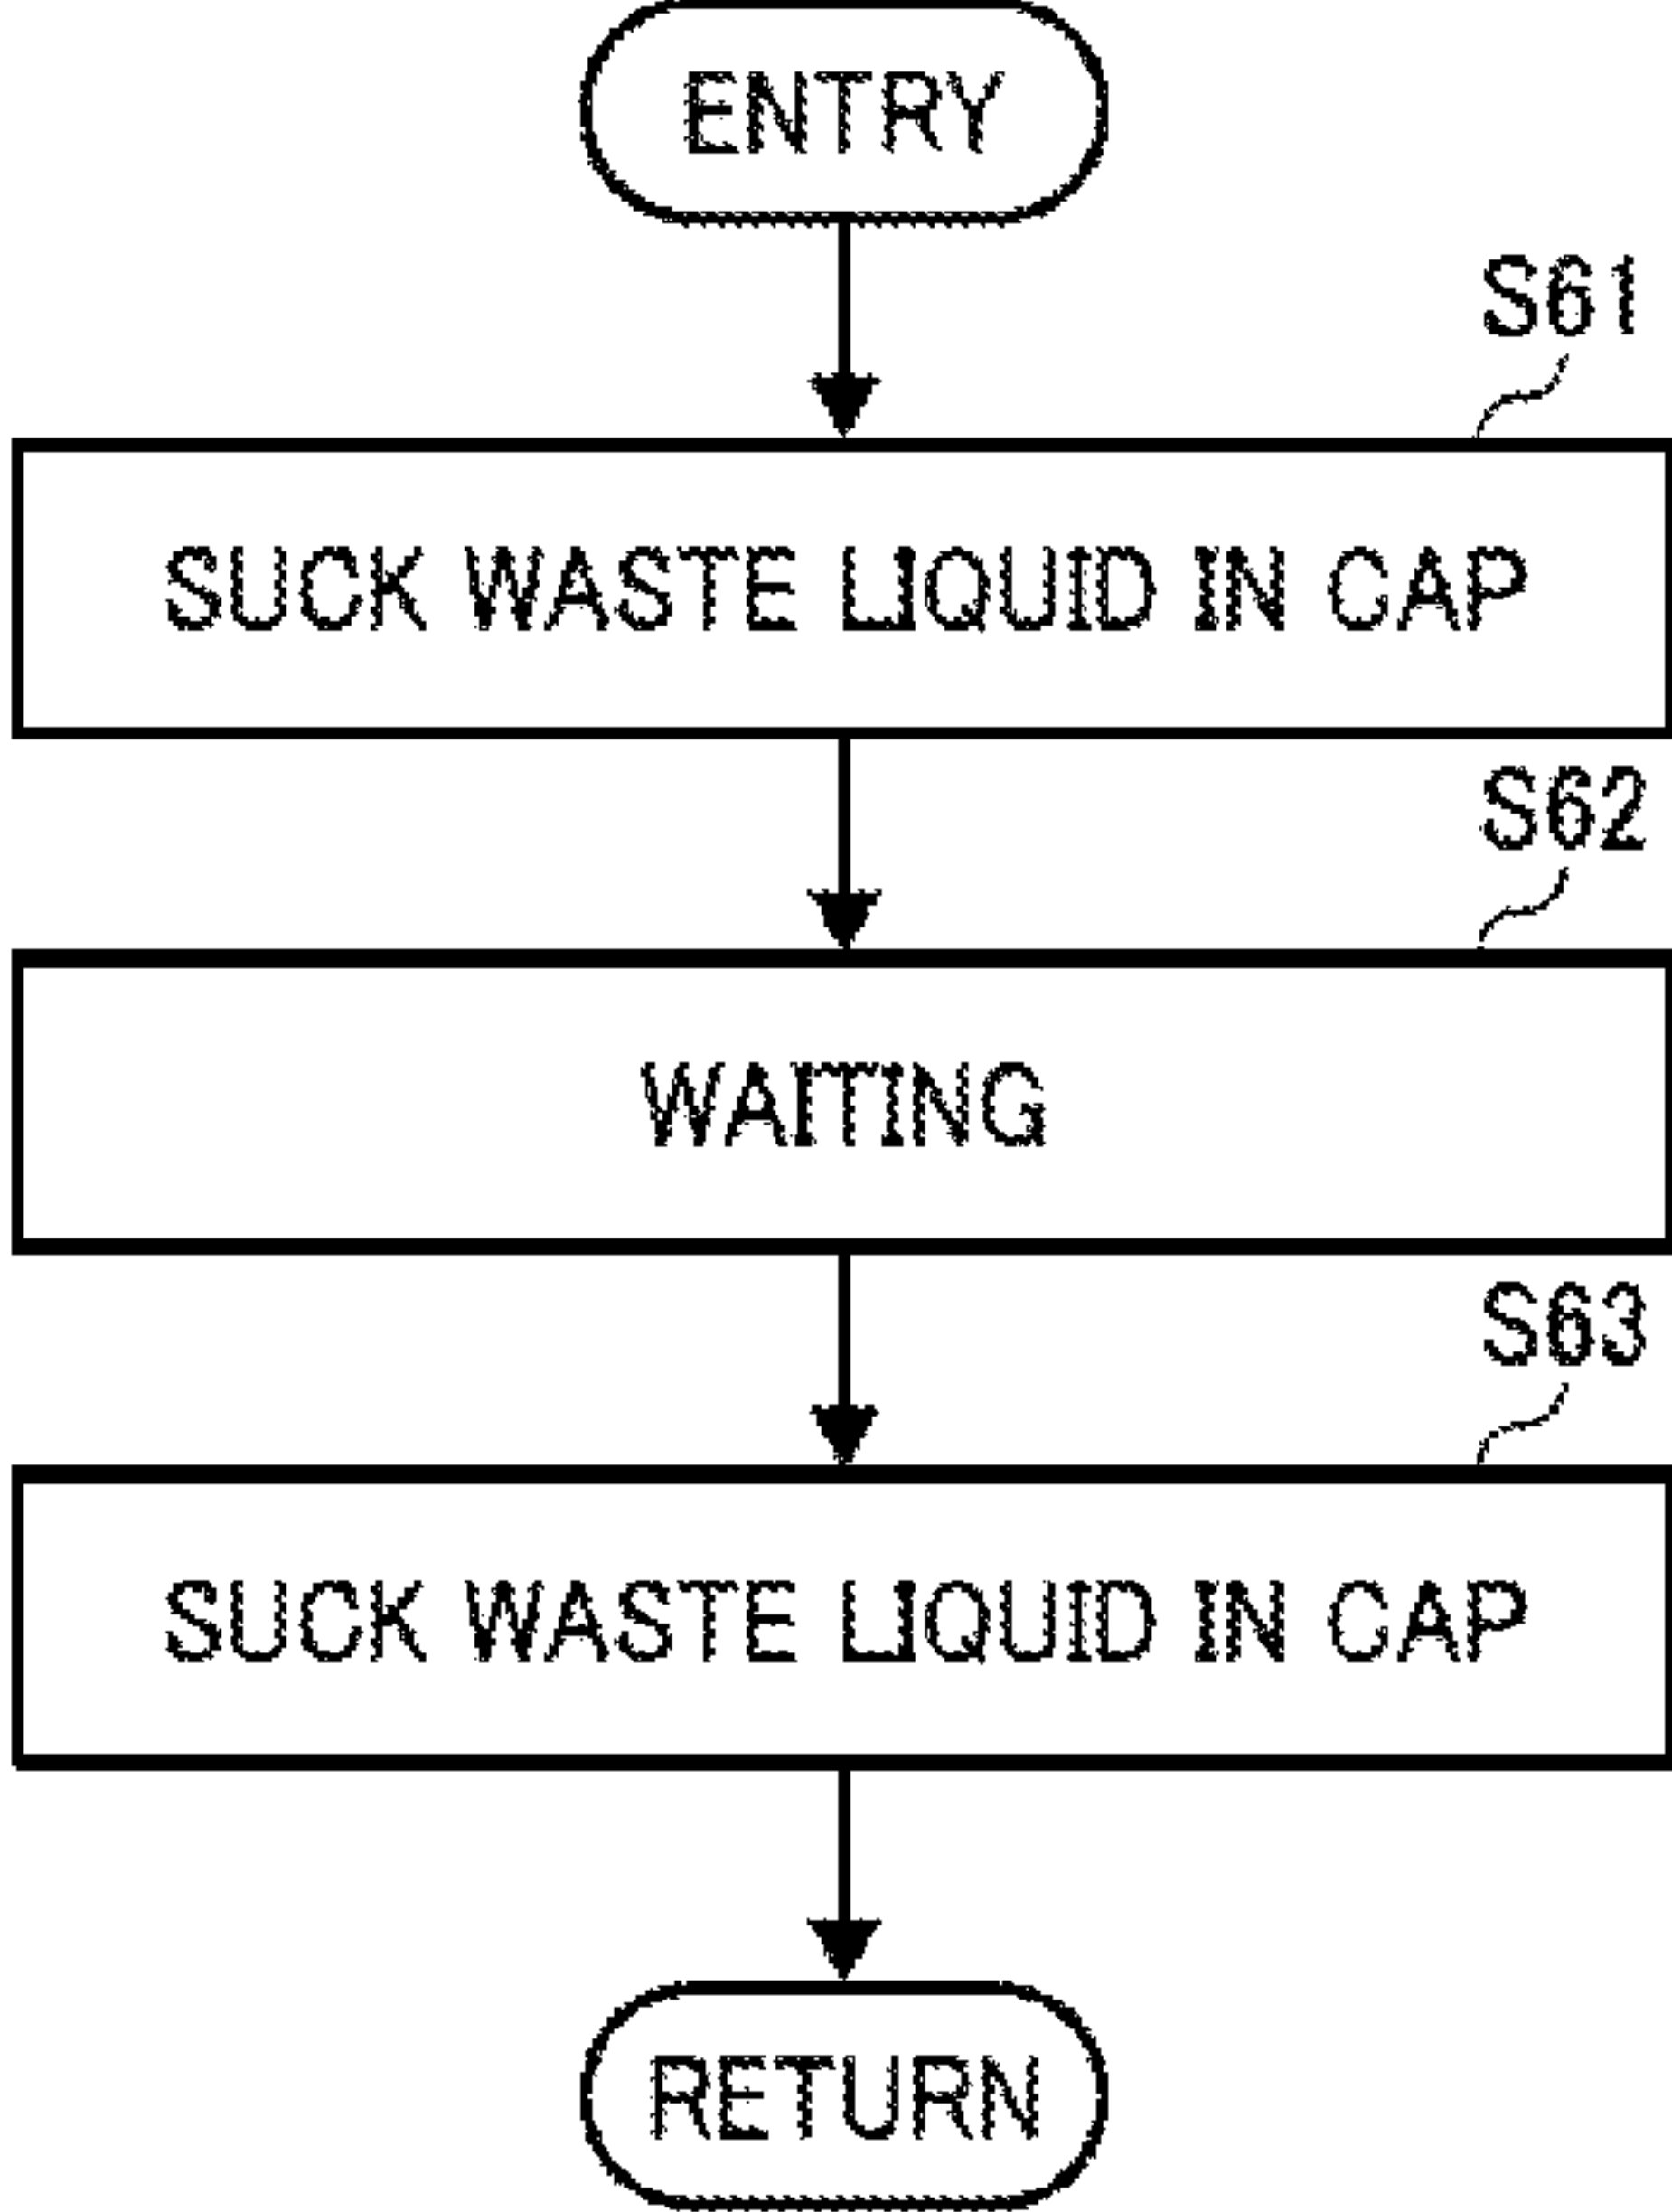 ENTRY
S61
SUCK WASTE LIQUID IN CAP
S62
WAITING
S63
SUCK WASTE LIQUID IN CAP
RETURN